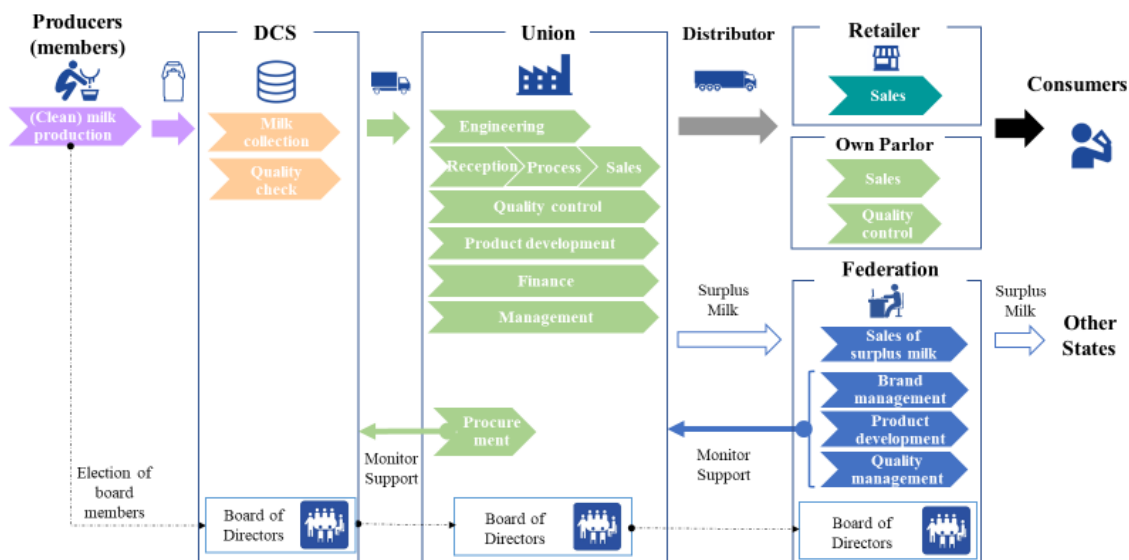 Producers
(members)
(Clean) milk
production
DCS
Milk
collection
Quality
check
Union
Engineering
Reception
Process
Sales
Quality control
Product development
Finance
Management
Procure
ment
Distributor
Retailer
Sales
Own Parlor
Sales
Quality
control
Consumers
Surplus
Milk
Federation
Sales of
surplus milk
Brand
management
Product
development
Quality
management
Surplus
Milk
Other
States
Monitor
Support
Monitor
Support
Election of
board
members
Board of
Directors
Board of
Directors
Board of
Directors